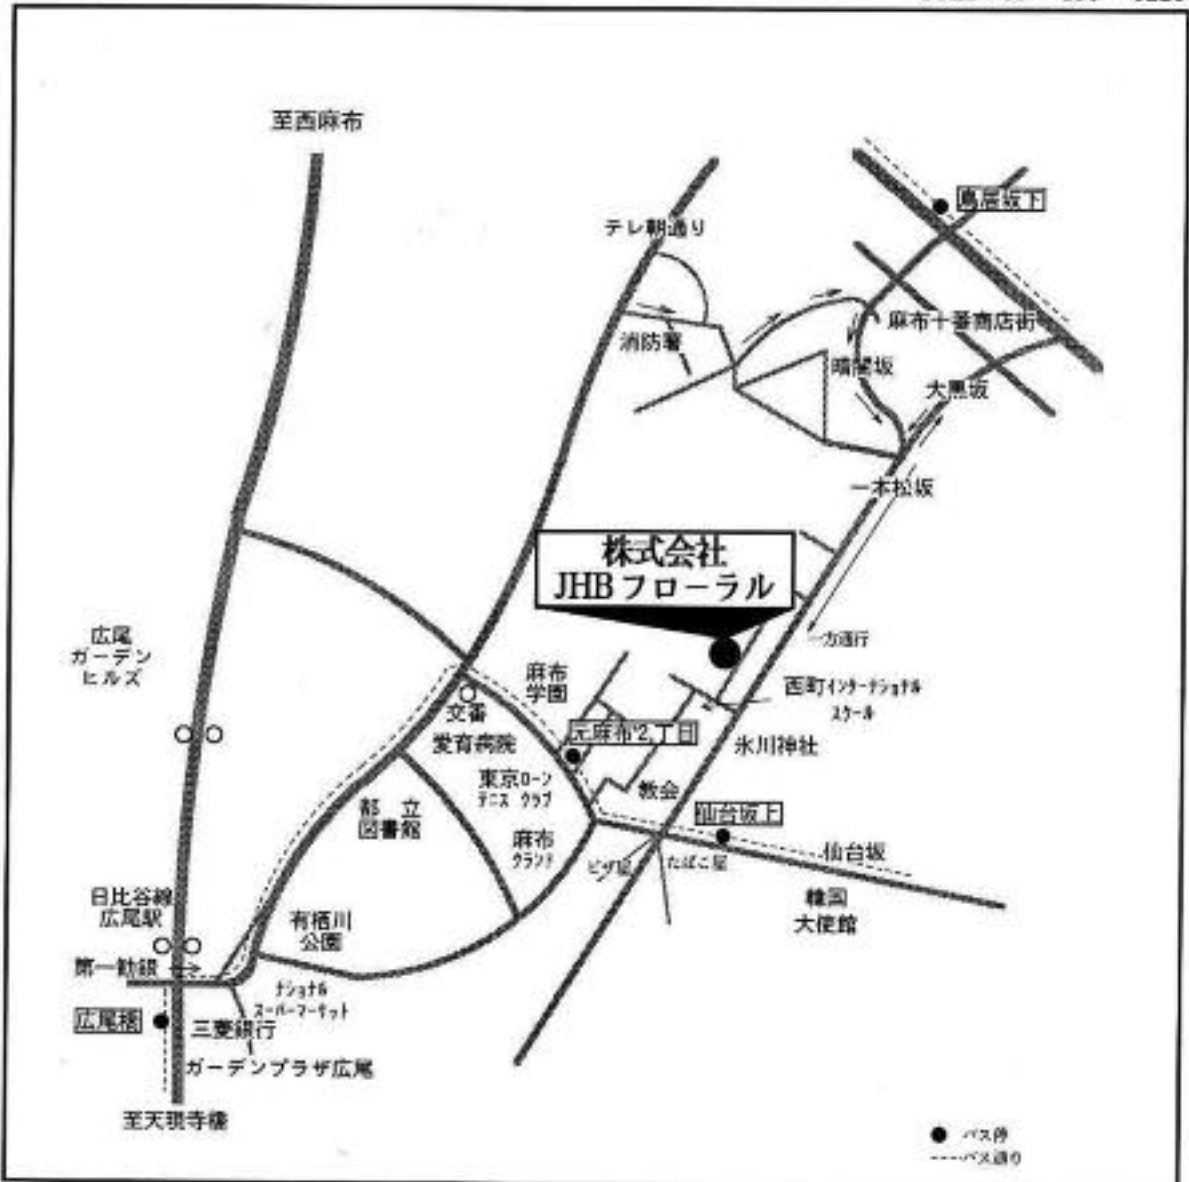 至西麻布
テレ朝通り
鳥居坂下
消防署
麻布十番商店街
暗闇坂
大黒坂
一本松坂
株式会社
JHBフローラル
一方通行
広尾
ガーデン
ヒルズ
麻布
学園
西町インターナショナル
スクール
交番
元麻布2丁目
氷川神社
愛育病院
東京ローン
テニスクラブ
教会
都立
図書館
仙台坂上
麻布
グランド
ピザ屋
たばこ屋
仙台坂
日比谷線
広尾駅
有栖川
公園
韓国
大使館
第一勧銀
ナショナル
スーパーマーケット
広尾橋
三菱銀行
ガーデンプラザ広尾
至天現寺橋
バス停
バス通り